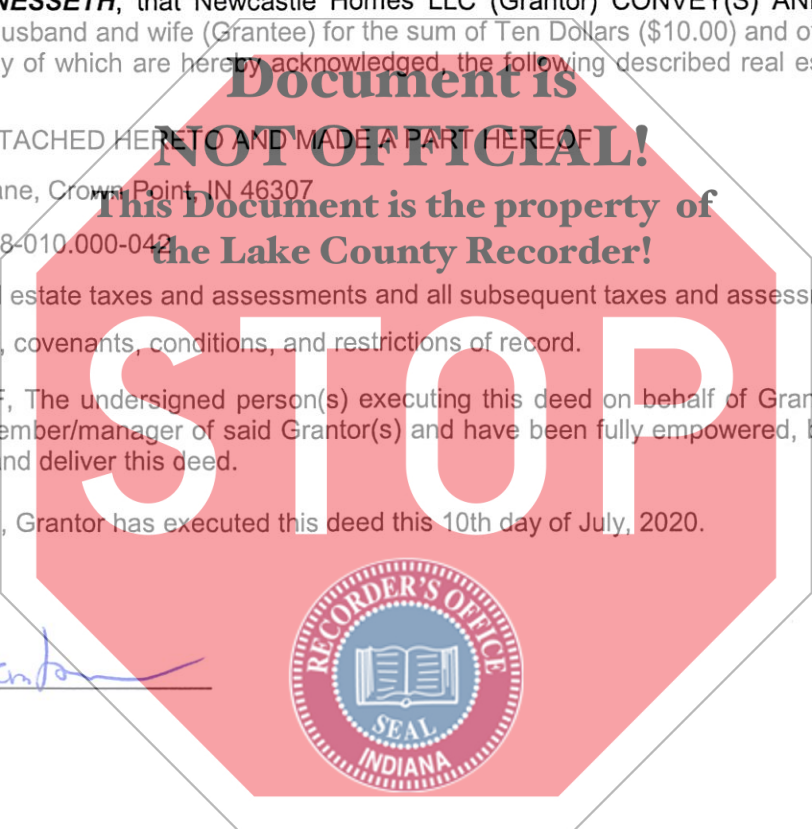 NESSETH, that Newcastle Homes LLC (Grantor) CONVEY(S) AN
usband and wife (Grantee) for the sum of Ten Dollars ($10.00) and o
y of which are hereby acknowledged, the following described real es
Document is
TACHED HERETO AND MADE A PART HEREOF
NOT OFFICIAL!
ane, Crown Point, IN 46307
This Document is the property of
8-010.000-042
the Lake County Recorder!
estate taxes and assessments and all subsequent taxes and assess
, covenants, conditions, and restrictions of record.
STOP
F, The undersigned person(s) executing this deed on behalf of Gran
ember/manager of said Grantor(s) and have been fully empowered, b
nd deliver this deed.
, Grantor has executed this deed this 10th day of July, 2020.
RECORDER'S OFFICE
SEAL
INDIANA